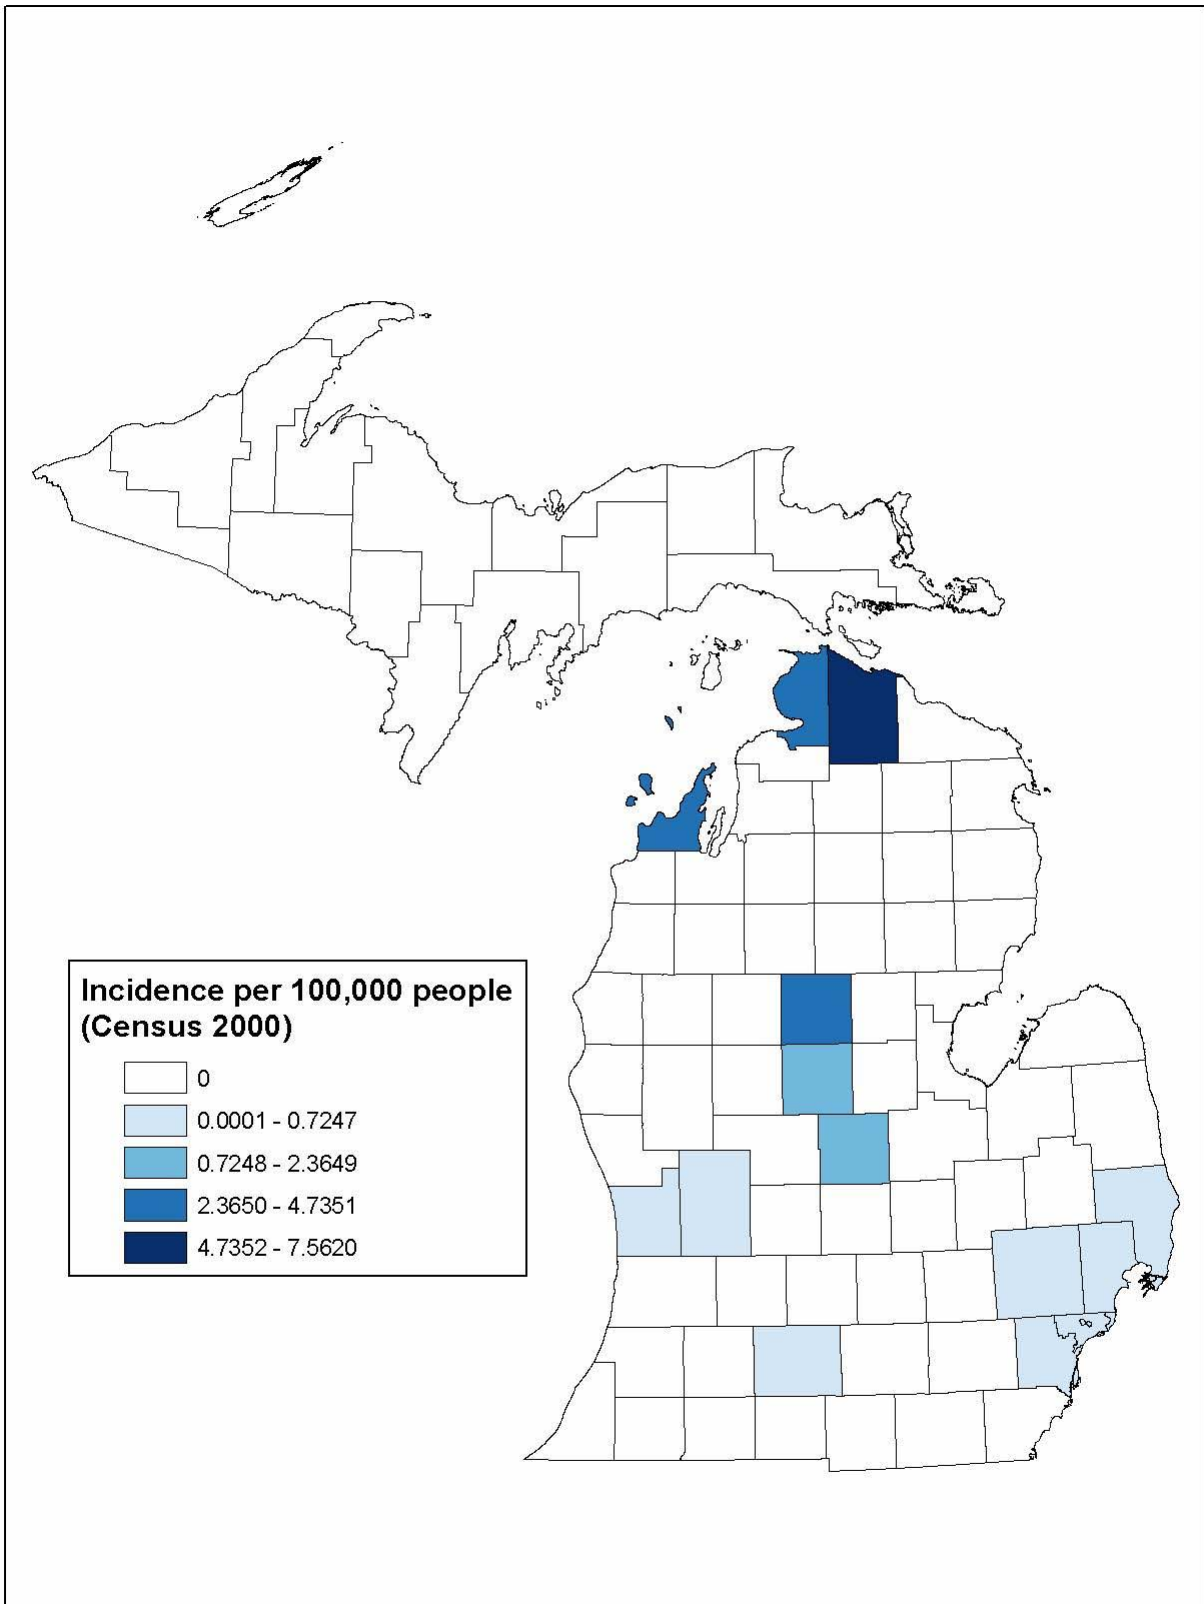 Incidence per 100,000 people
(Census 2000)
0
0.0001 - 0.7247
0.7248 - 2.3649
2.3650 - 4.7351
4.7352 - 7.5620